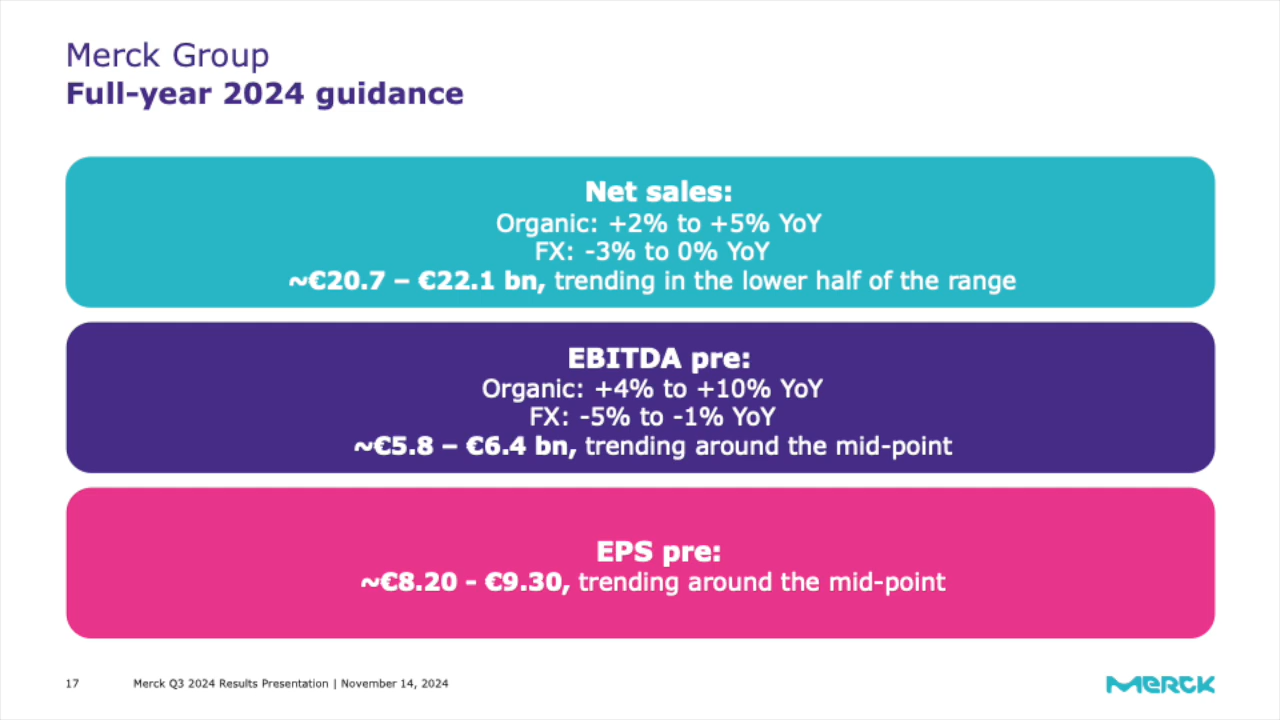 Merck Group
Full-year 2024 guidance
Net sales:
Organic: +2% to +5% YoY
FX: -3% to 0% YoY
~€20.7 – €22.1 bn, trending in the lower half of the range
EBITDA pre:
Organic: +4% to +10% YoY
FX: -5% to -1% YoY
~€5.8 – €6.4 bn, trending around the mid-point
EPS pre:
~€8.20 - €9.30, trending around the mid-point
17 Merck Q3 2024 Results Presentation | November 14, 2024
MERCK